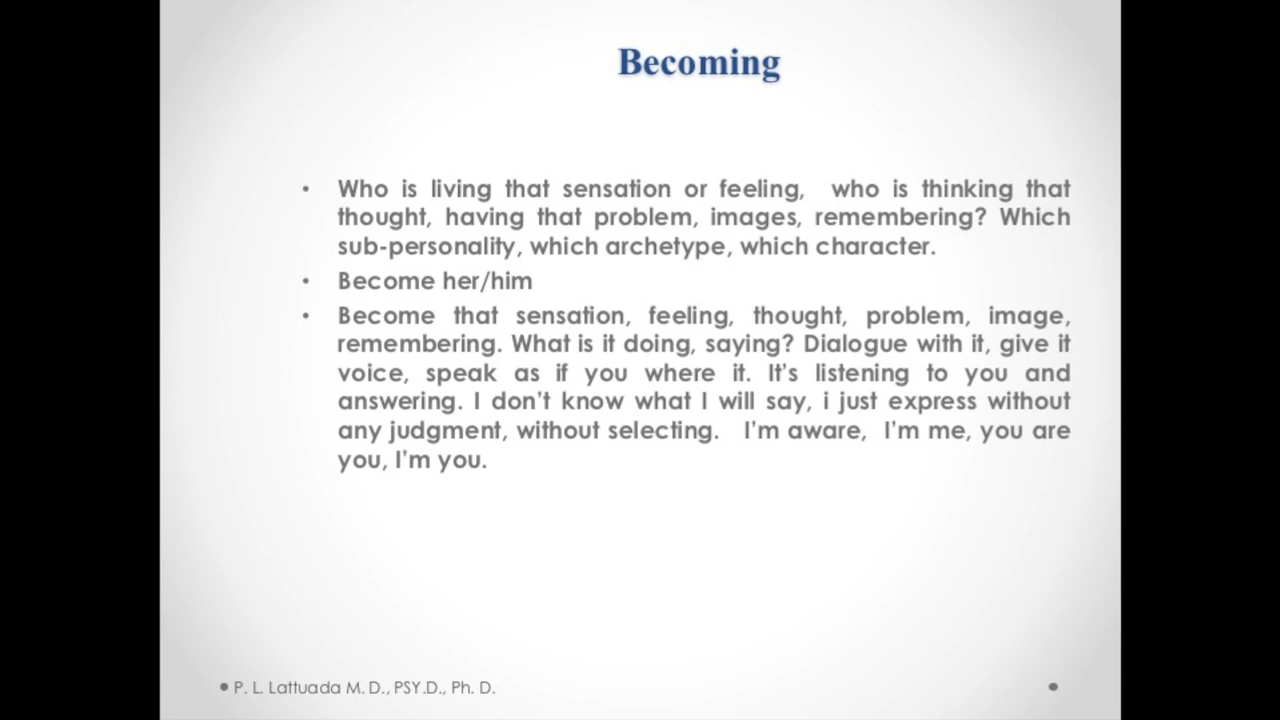 Becoming
• Who is living that sensation or feeling, who is thinking that
thought, having that problem, images, remembering? Which
sub-personality, which archetype, which character.
• Become her/him
• Become that sensation, feeling, thought, problem, image,
remembering. What is it doing, saying? Dialogue with it, give it
voice, speak as if you where it. It's listening to you and
answering. I don't know what I will say, i just express without
any judgment, without selecting. I'm aware, I'm me, you are
you, I'm you.
• P. L. Lattuada M. D., PSY.D., Ph. D.